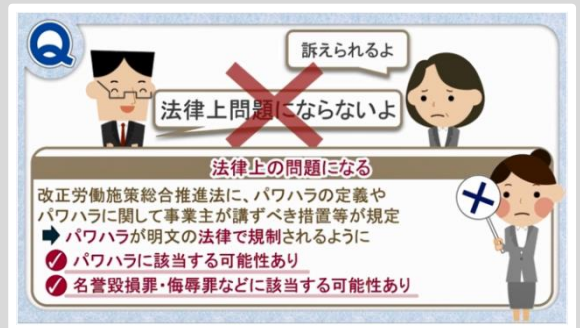 Q
訴えられるよ
法律上問題にならないよ
法律上の問題になる
改正労働施策総合推進法に、パワハラの定義や
パワハラに関して事業主が講ずべき措置等が規定
➡ パワハラが明文の法律で規制されるように
パワハラに該当する可能性あり
名誉毀損罪・侮辱罪などに該当する可能性あり